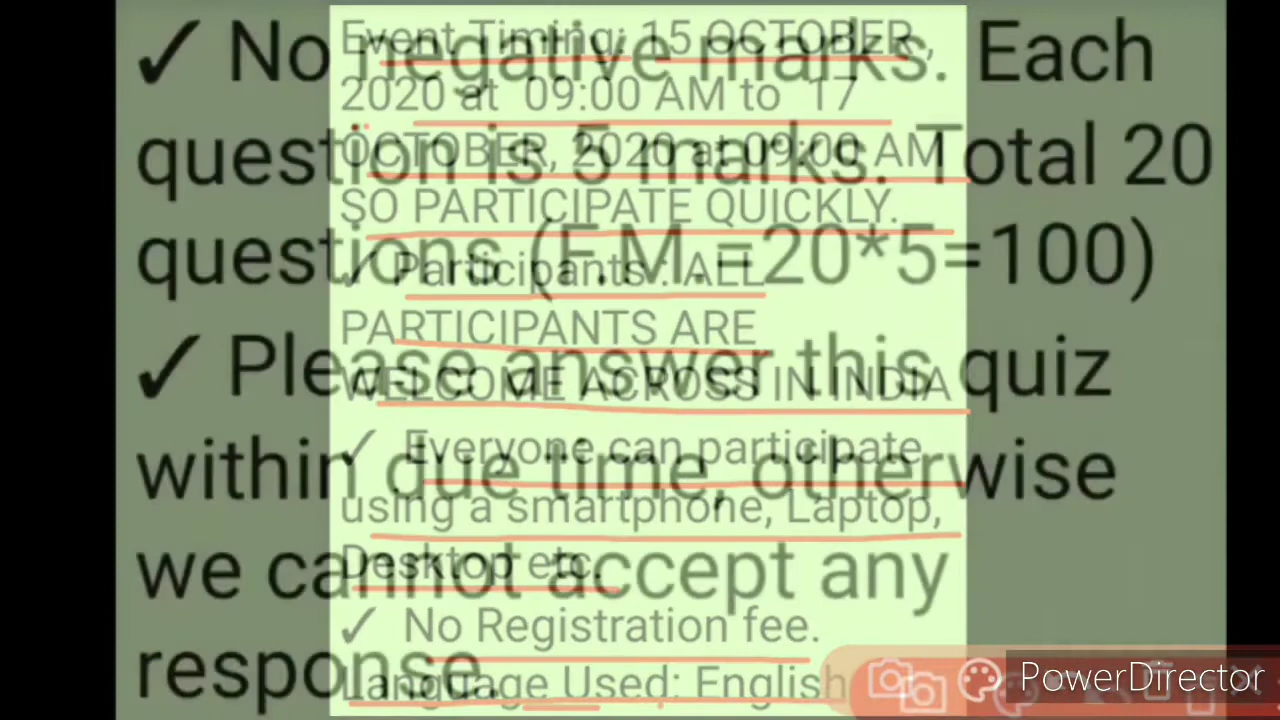 ✓ No negative marks. Each
question is 5 marks. Total 20
questions.(F.M.=20*5=100)
✓ Please answer this quiz
within due time, otherwise
we cannot accept any
response.
Event Timing: 15 OCTOBER ,
2020 at 09:00 AM to 17
OCTOBER, 2020 at 09:00 AM
SO PARTICIPATE QUICKLY.
✓ Participants : ALL
PARTICIPANTS ARE
WELCOME ACROSS IN INDIA
✓ Everyone can participate
using a smartphone, Laptop,
Desktop etc.
✓ No Registration fee.
Language Used: English
PowerDirector